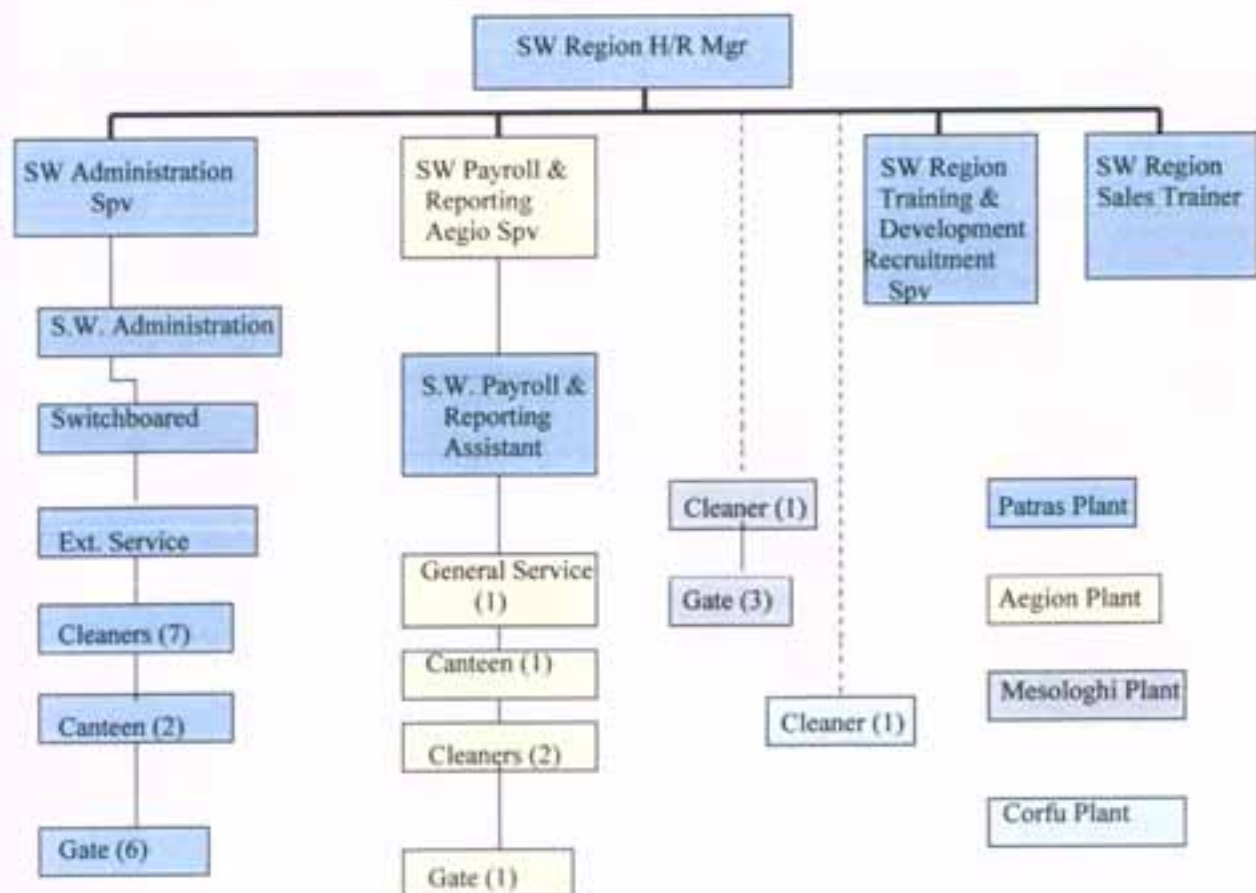 SW Region H/R Mgr
SW Administration
Spv
SW Payroll &
Reporting
Aegio Spv
SW Region
Training &
Development
Recruitment
Spv
SW Region
Sales Trainer
S.W. Administration
Switchboared
Ext. Service
Cleaners (7)
Canteen (2)
Gate (6)
S.W. Payroll &
Reporting
Assistant
General Service
(1)
Canteen (1)
Cleaners (2)
Gate (1)
Cleaner (1)
Gate (3)
Cleaner (1)
Patras Plant
Aegion Plant
Mesologhi Plant
Corfu Plant